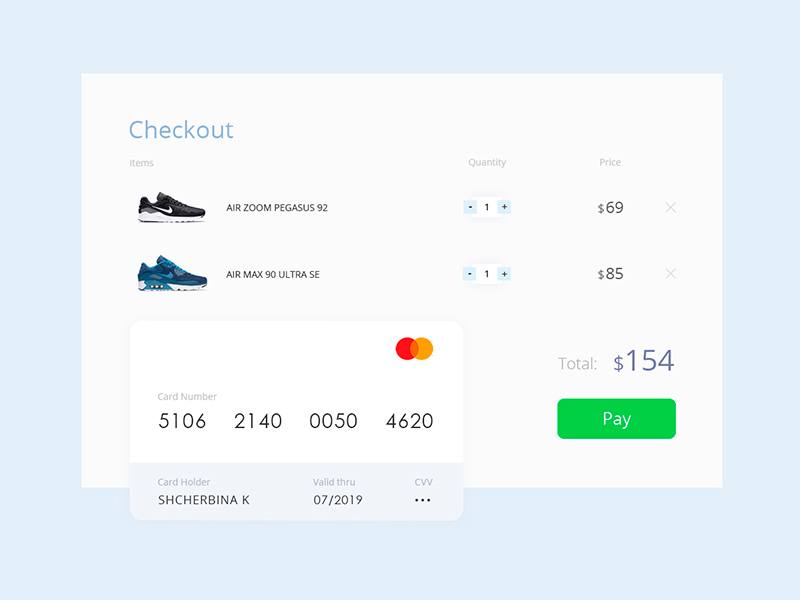 Checkout
Items Quantity Price
AIR ZOOM PEGASUS 92 - 1 + $69
AIR MAX 90 ULTRA SE - 1 + $85
Total: $154
Pay
Card Number
5106 2140 0050 4620
Card Holder Valid thru CVV
SHCHERBINA K 07/2019 •••